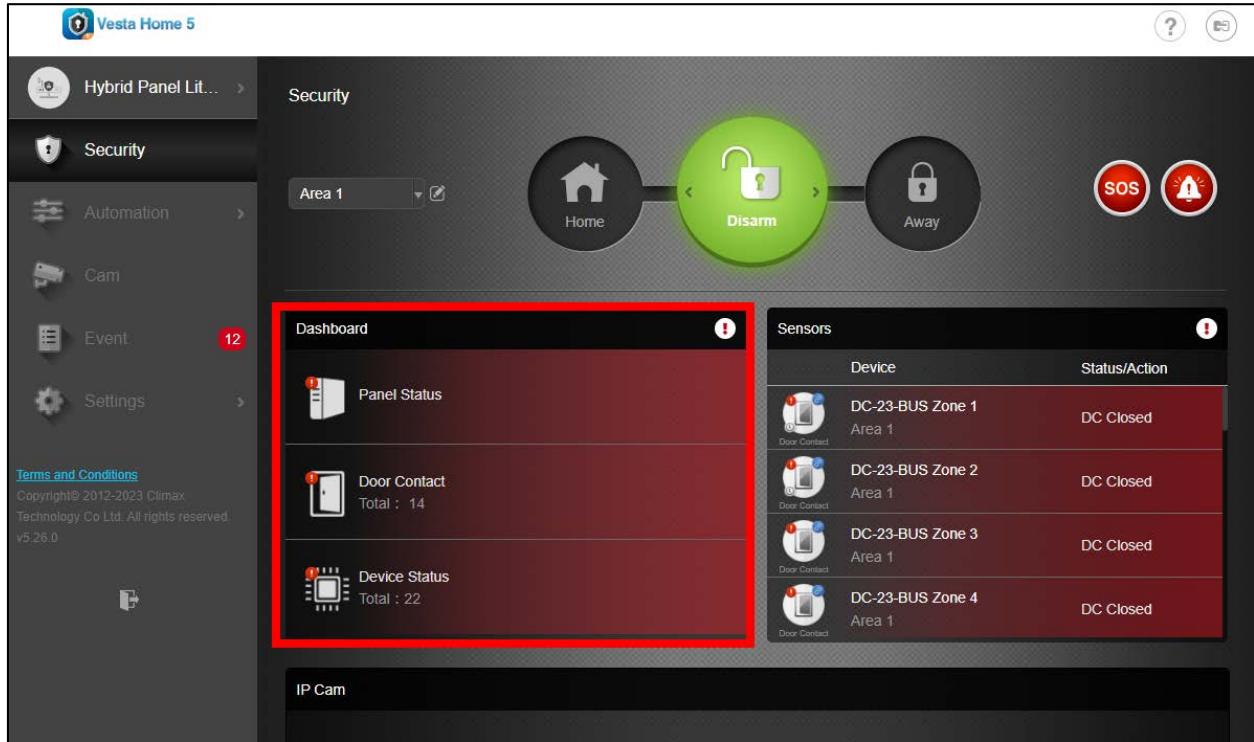 Vesta Home 5
?
Hybrid Panel Lit...
Security
Automation
Cam
Event
12
Settings
Terms and Conditions
Copyright© 2012-2023 Climax
Technology Co Ltd. All rights reserved.
v5.26.0
Security
Area 1
Home
Disarm
Away
SOS
Dashboard
Panel Status
Door Contact
Total : 14
Device Status
Total : 22
Sensors
Device Status/Action
DC-23-BUS Zone 1
Area 1
DC Closed
Door Contact
DC-23-BUS Zone 2
Area 1
DC Closed
Door Contact
DC-23-BUS Zone 3
Area 1
DC Closed
Door Contact
DC-23-BUS Zone 4
Area 1
DC Closed
Door Contact
IP Cam